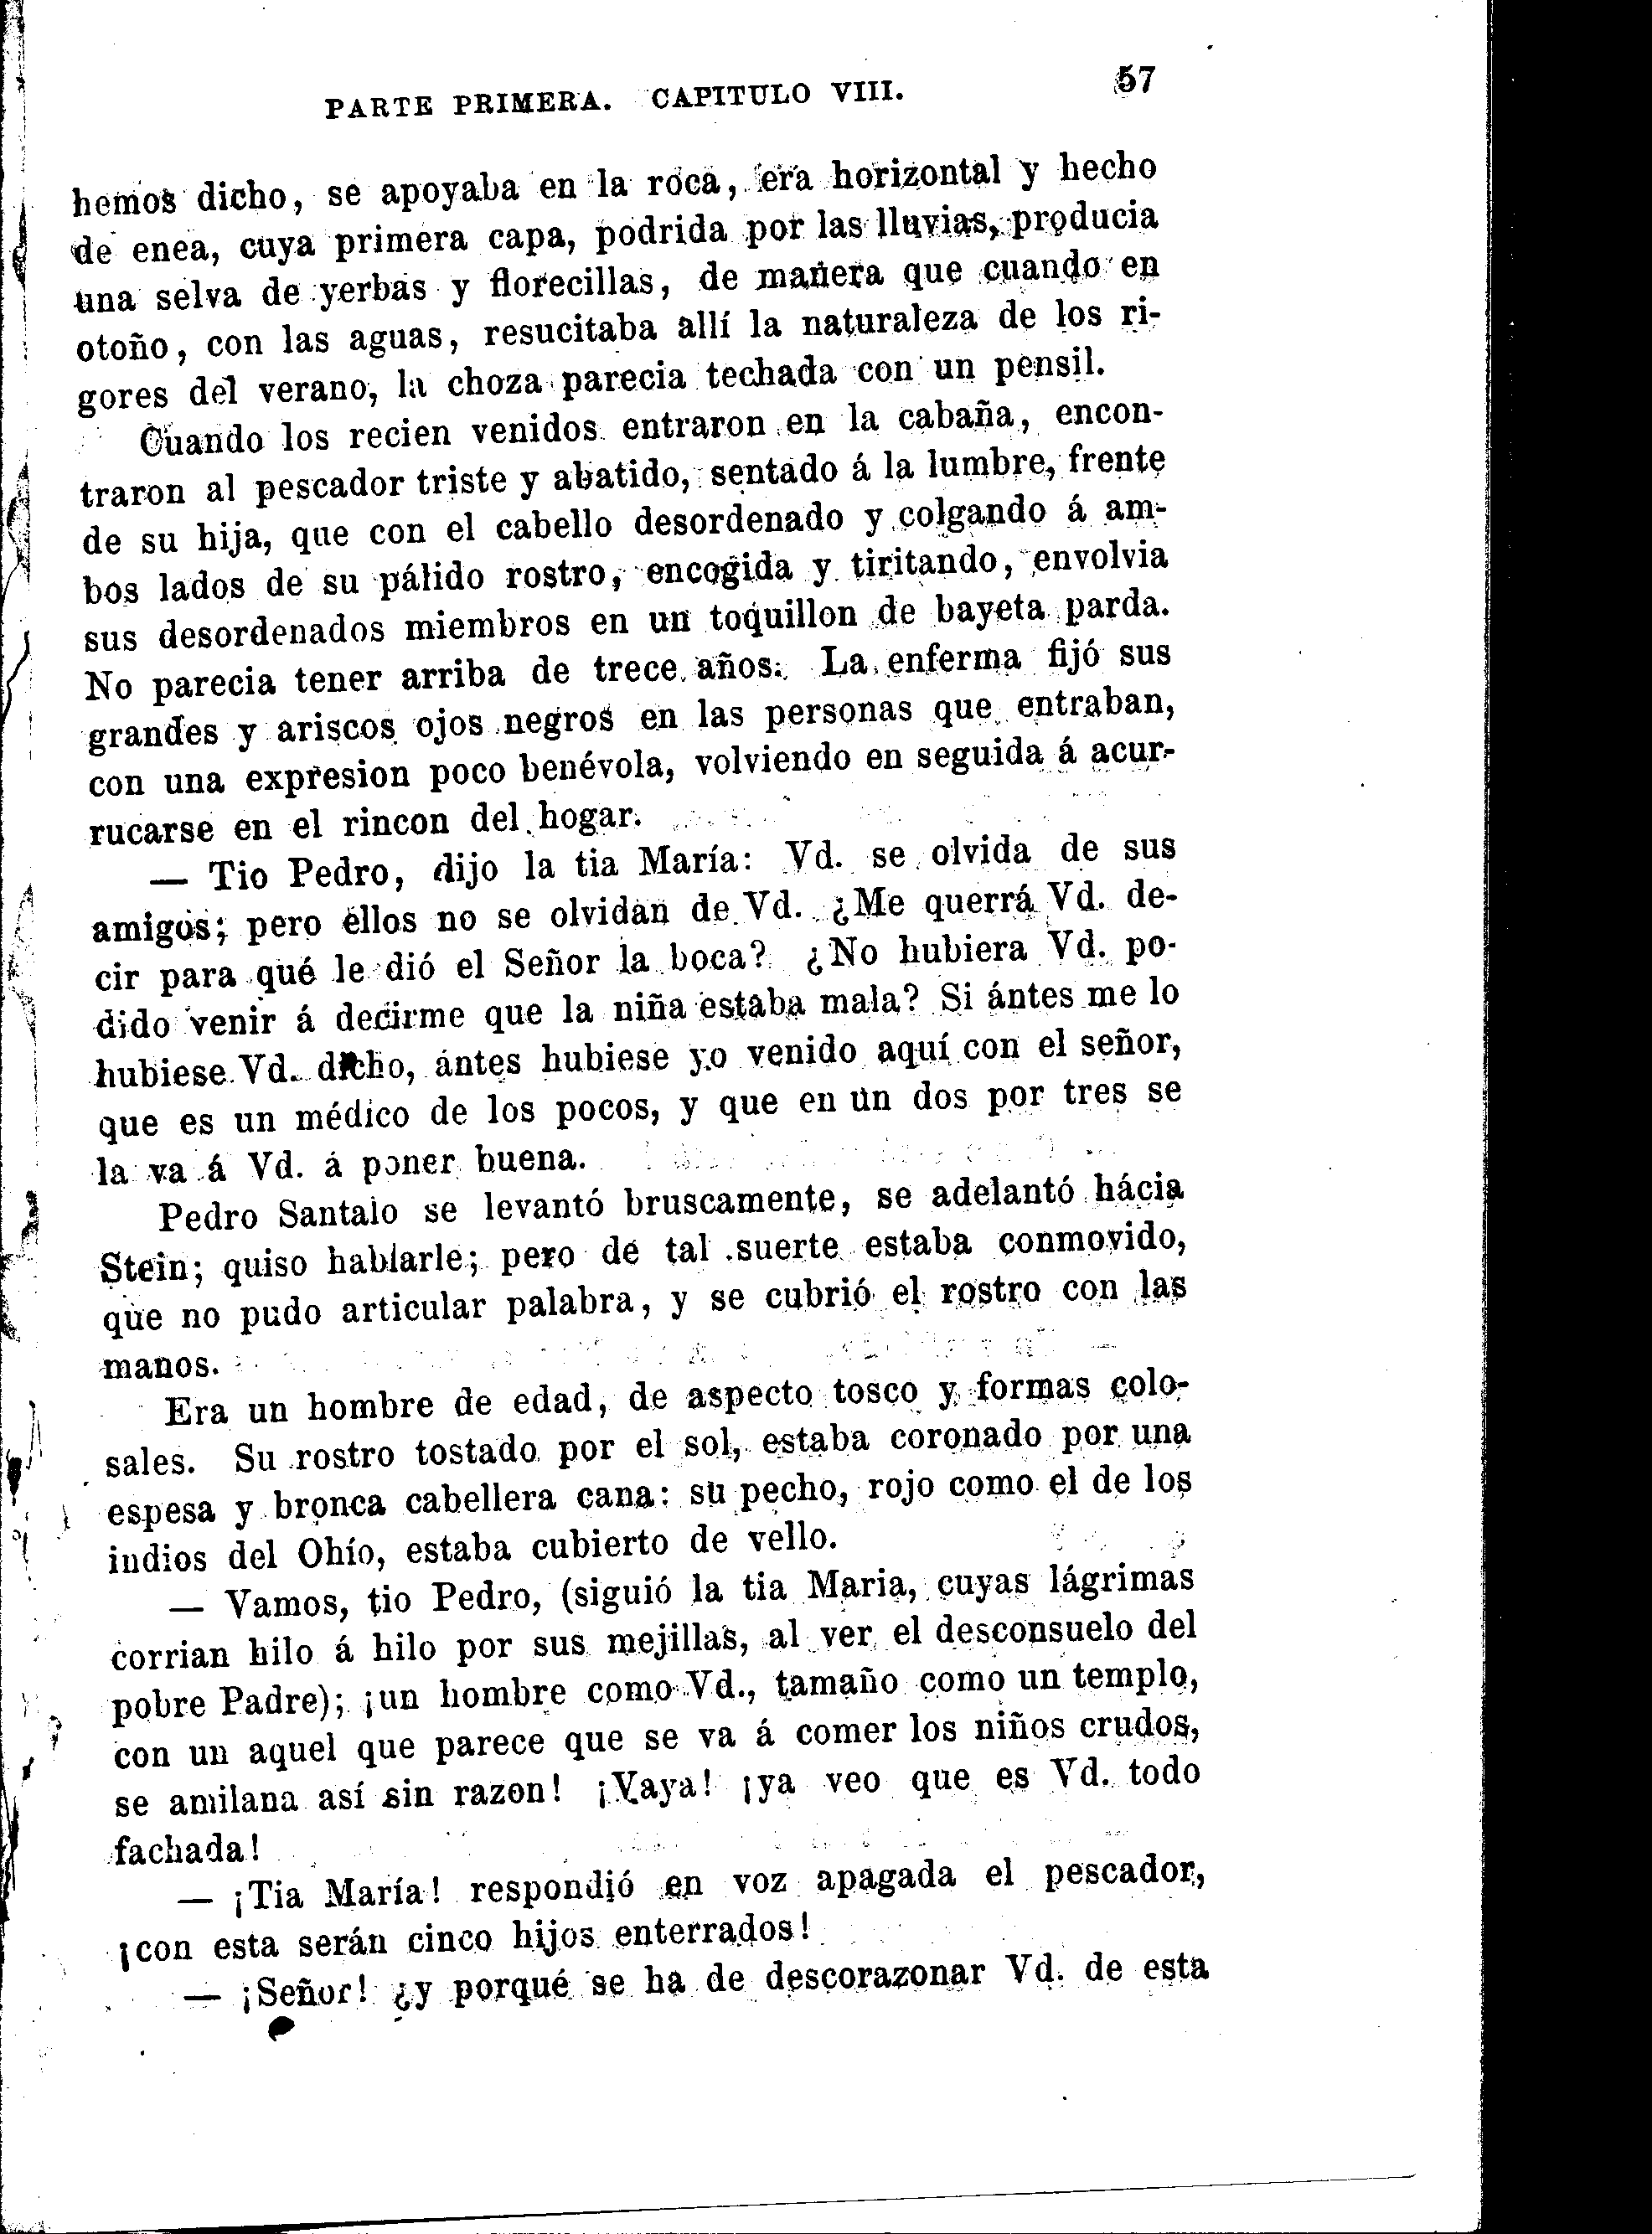 PARTE PRIMERA. CAPITULO VIII. 57
hemos dicho, se apoyaba en la roca, era horizontal y hecho
de enea, cuya primera capa, podrida por las lluvias, producia
una selva de yerbas y florecillas, de manera que cuando en
otoño, con las aguas, resucitaba allí la naturaleza de los ri-
gores del verano, la choza parecia techada con un pensil.
Cuando los recien venidos entraron en la cabaña, encon-
traron al pescador triste y abatido, sentado á la lumbre, frente
de su hija, que con el cabello desordenado y colgando á am-
bos lados de su pálido rostro, encogida y tiritando, envolvia
sus desordenados miembros en un toquillon de bayeta parda.
No parecia tener arriba de trece años. La enferma fijó sus
grandes y ariscos ojos negros en las personas que entraban,
con una expresion poco benévola, volviendo en seguida á acur-
rucarse en el rincon del hogar.
— Tio Pedro, dijo la tia María: Vd. se olvida de sus
amigos; pero ellos no se olvidan de Vd. ¿Me querrá Vd. de-
cir para qué le dió el Señor la boca? ¿No hubiera Vd. po-
dido venir á decirme que la niña estaba mala? Si ántes me lo
hubiese Vd. dicho, ántes hubiese yo venido aquí con el señor,
que es un médico de los pocos, y que en un dos por tres se
la va á Vd. á poner buena.
Pedro Santalo se levantó bruscamente, se adelantó hácia
Stein; quiso hablarle; pero de tal suerte estaba conmovido,
que no pudo articular palabra, y se cubrió el rostro con las
manos.
Era un hombre de edad, de aspecto tosco y formas colo-
sales. Su rostro tostado por el sol, estaba coronado por una
espesa y bronca cabellera cana: su pecho, rojo como el de los
indios del Ohío, estaba cubierto de vello.
— Vamos, tio Pedro, (siguió la tia Maria, cuyas lágrimas
corrian hilo á hilo por sus mejillas, al ver el desconsuelo del
pobre Padre); ¡un hombre como Vd., tamaño como un templo,
con un aquel que parece que se va á comer los niños crudos,
se amilana así sin razon! ¡Vaya! ¡ya veo que es Vd. todo
fachada!
— ¡Tia María! respondió en voz apagada el pescador,
¡con esta serán cinco hijos enterrados!
— ¡Señor! ¿y porqué se ha de descorazonar Vd. de esta